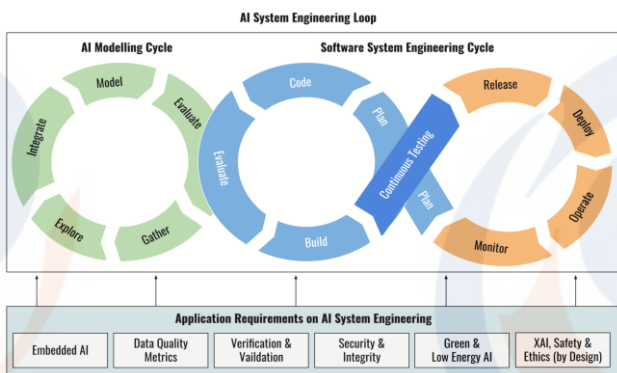 AI System Engineering Loop
AI Modelling Cycle
Software System Engineering Cycle
Model
Evaluate
Integrate
Explore
Gather
Code
Plan
Evaluate
Build
Continuous Testing
Plan
Release
Deploy
Operate
Monitor
Application Requirements on AI System Engineering
Embedded AI
Data Quality
Metrics
Verification &
Vaildation
Security &
Integrity
Green &
Low Energy AI
XAI, Safety &
Ethics (by Design)